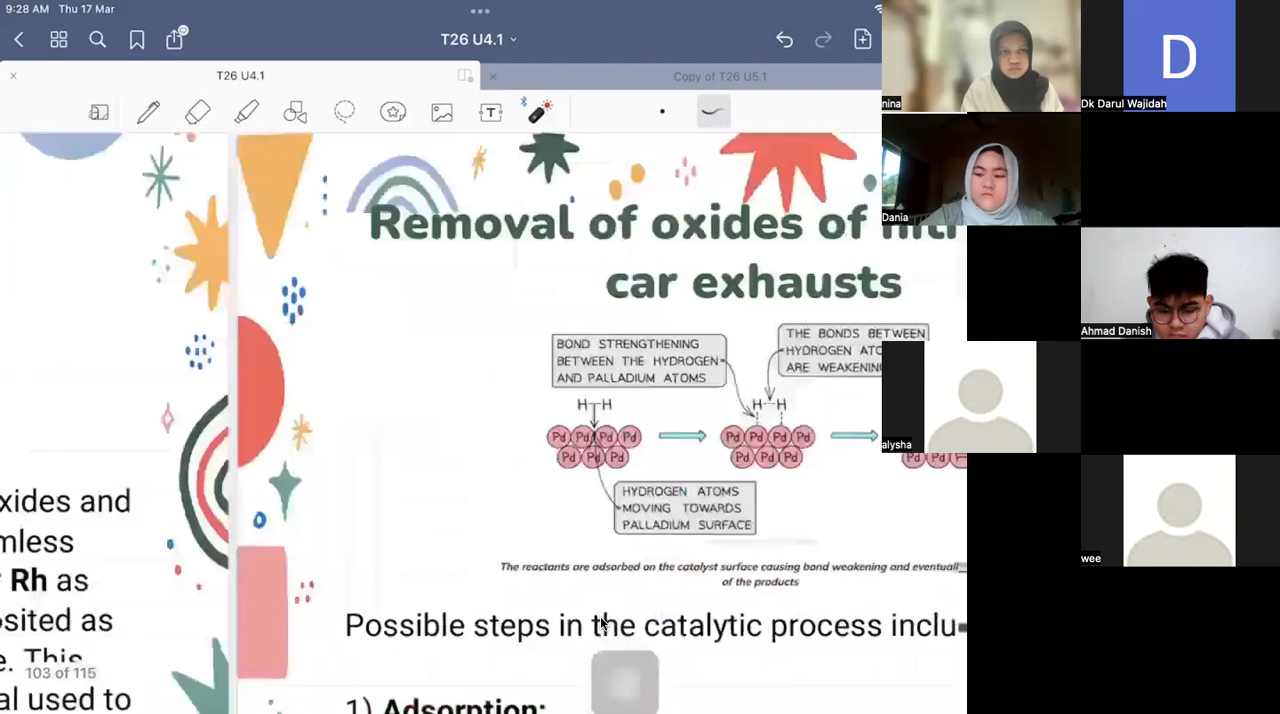 9:28 AM Thu 17 Mar
T26 U4.1
T26 U4.1
Copy of T26 U5.1
T
nina
D
Dk Darul Wajidah
Dania
Ahmad Danish
alysha
wee
Removal of oxides of
car exhausts
BOND STRENGTHENING
BETWEEN THE HYDROGEN
AND PALLADIUM ATOMS
THE BONDS BETWEEN
HYDROGEN
ARE
H H
H H
Pd Pd Pd Pd
Pd Pd Pd
Pd Pd Pd Pd
Pd Pd Pd
Pd Pd
HYDROGEN ATOMS
MOVING TOWARDS
PALLADIUM SURFACE
The reactants are adsorbed on the catalyst surface causing bond weakening and
of the products
Possible steps in the catalytic process
1) Adsorption:
xides and
mless
Rh as
sited as
e. This
103 of 115
al used to